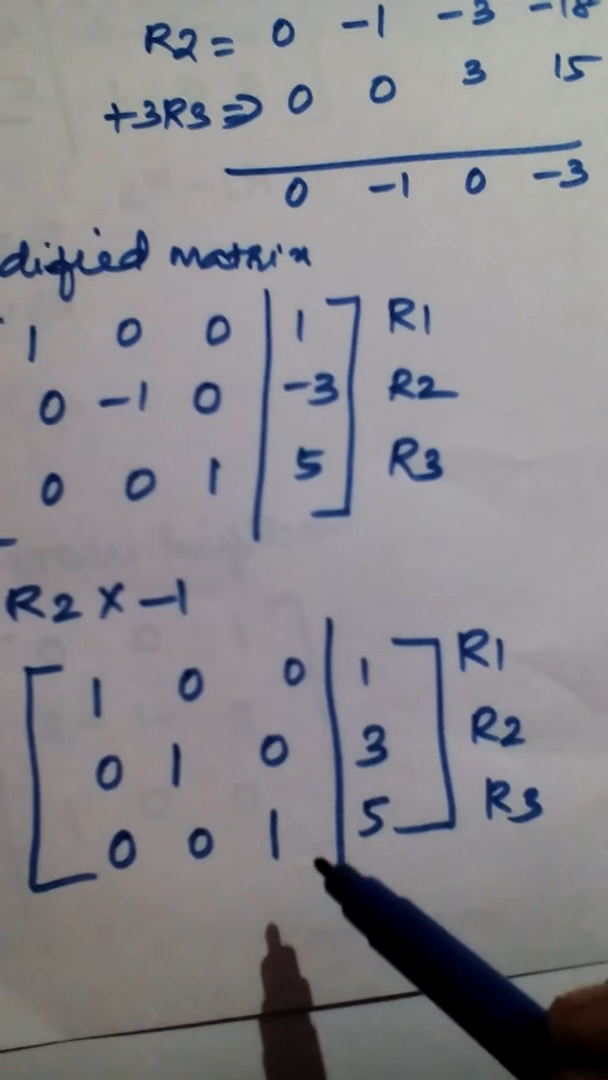 R2 = 0 -1 -3 -18
+3R3 ⇒ 0 0 3 15
0 -1 0 -3
dified matrix
1 0 0 | 1 ] R1
0 -1 0 | -3 R2
0 0 1 | 5 R3
R2 X -1
[ 1 0 0 | 1 ] R1
0 1 0 | 3 R2
0 0 1 | 5 R3